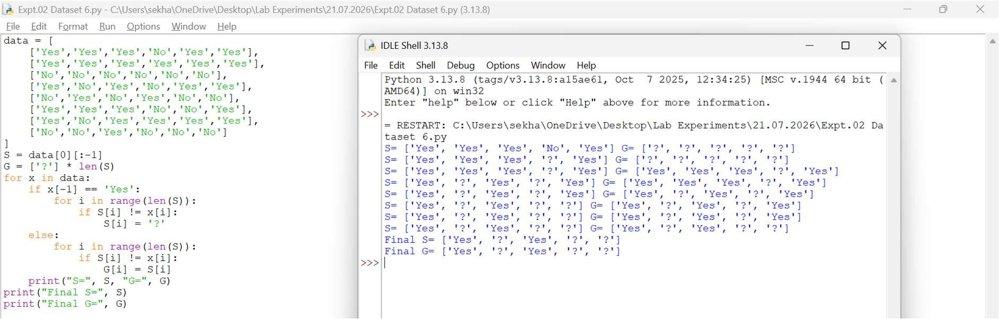 Expt.02 Dataset 6.py - C:\Users\sekha\OneDrive\Desktop\Lab Experiments\21.07.2026\Expt.02 Dataset 6.py (3.13.8)
File Edit Format Run Options Window Help
data = [
    ['Yes','Yes','Yes','No','Yes','Yes'],
    ['Yes','Yes','Yes','Yes','Yes','Yes'],
    ['No','No','No','No','No','No'],
    ['Yes','No','Yes','No','Yes','Yes'],
    ['No','Yes','No','Yes','No','No'],
    ['Yes','Yes','Yes','No','No','Yes'],
    ['Yes','No','Yes','Yes','Yes','Yes'],
    ['No','No','Yes','No','No','No']
]
S = data[0][:-1]
G = ['?'] * len(S)
for x in data:
    if x[-1] == 'Yes':
        for i in range(len(S)):
            if S[i] != x[i]:
                S[i] = '?'
    else:
        for i in range(len(S)):
            if S[i] != x[i]:
                G[i] = S[i]
    print("S=", S, "G=", G)
print("Final S=", S)
print("Final G=", G)
IDLE Shell 3.13.8
File Edit Shell Debug Options Window Help
Python 3.13.8 (tags/v3.13.8:a15ae61, Oct  7 2025, 12:34:25) [MSC v.1944 64 bit (
AMD64)] on win32
Enter "help" below or click "Help" above for more information.
>>>
= RESTART: C:\Users\sekha\OneDrive\Desktop\Lab Experiments\21.07.2026\Expt.02 Da
taset 6.py
S= ['Yes', 'Yes', 'Yes', 'No', 'Yes'] G= ['?', '?', '?', '?', '?']
S= ['Yes', 'Yes', 'Yes', '?', 'Yes'] G= ['?', '?', '?', '?', '?']
S= ['Yes', 'Yes', 'Yes', '?', 'Yes'] G= ['Yes', 'Yes', 'Yes', '?', 'Yes']
S= ['Yes', '?', 'Yes', '?', 'Yes'] G= ['Yes', 'Yes', 'Yes', '?', 'Yes']
S= ['Yes', '?', 'Yes', '?', 'Yes'] G= ['Yes', '?', 'Yes', '?', 'Yes']
S= ['Yes', '?', 'Yes', '?', '?'] G= ['Yes', '?', 'Yes', '?', 'Yes']
S= ['Yes', '?', 'Yes', '?', '?'] G= ['Yes', '?', 'Yes', '?', 'Yes']
S= ['Yes', '?', 'Yes', '?', '?'] G= ['Yes', '?', 'Yes', '?', '?']
Final S= ['Yes', '?', 'Yes', '?', '?']
Final G= ['Yes', '?', 'Yes', '?', '?']
>>>